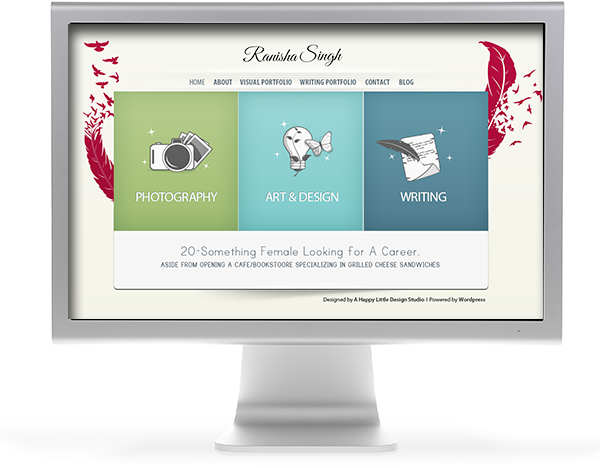 Ranisha Singh
HOME ABOUT VISUAL PORTFOLIO WRITING PORTFOLIO CONTACT BLOG
PHOTOGRAPHY ART & DESIGN WRITING
20-Something Female Looking For A Career.
ASIDE FROM OPENING A CAFE/BOOKSTOORE SPECIALIZING IN GRILLED CHEESE SANDWICHES
Designed by A Happy Little Design Studio | Powered by Wordpress